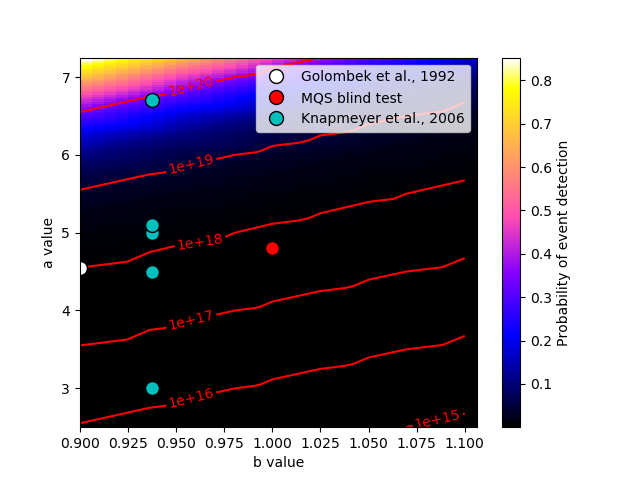 7
6
5
4
3
a value
0.900
0.925
0.950
0.975
1.000
1.025
1.050
1.075
1.100
b value
1e+20
1e+19
1e+18
1e+17
1e+16
1e+15
Golombek et al., 1992
MQS blind test
Knapmeyer et al., 2006
0.8
0.7
0.6
0.5
0.4
0.3
0.2
0.1
Probability of event detection